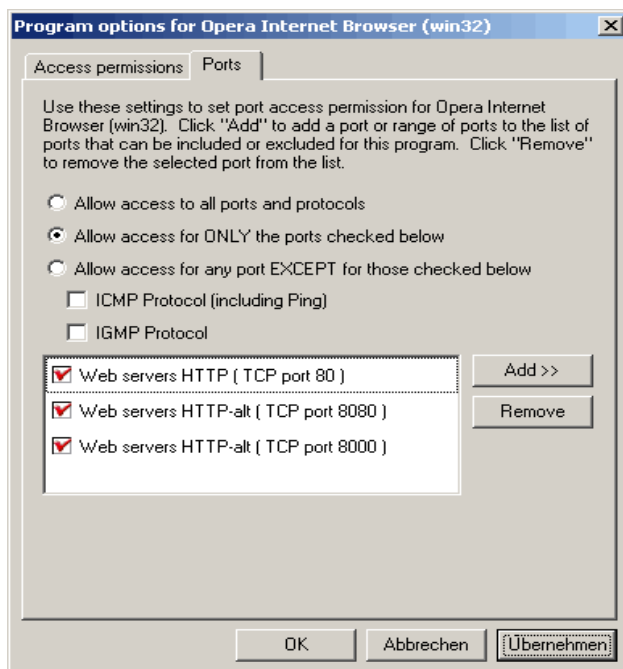 Program options for Opera Internet Browser (win32)
Access permissions Ports
Use these settings to set port access permission for Opera Internet
Browser (win32). Click "Add" to add a port or range of ports to the list of
ports that can be included or excluded for this program. Click "Remove"
to remove the selected port from the list.
Allow access to all ports and protocols
Allow access for ONLY the ports checked below
Allow access for any port EXCEPT for those checked below
ICMP Protocol (including Ping)
IGMP Protocol
Web servers HTTP ( TCP port 80 )
Add >>
Web servers HTTP-alt ( TCP port 8080 )
Remove
Web servers HTTP-alt ( TCP port 8000 )
OK Abbrechen Übernehmen